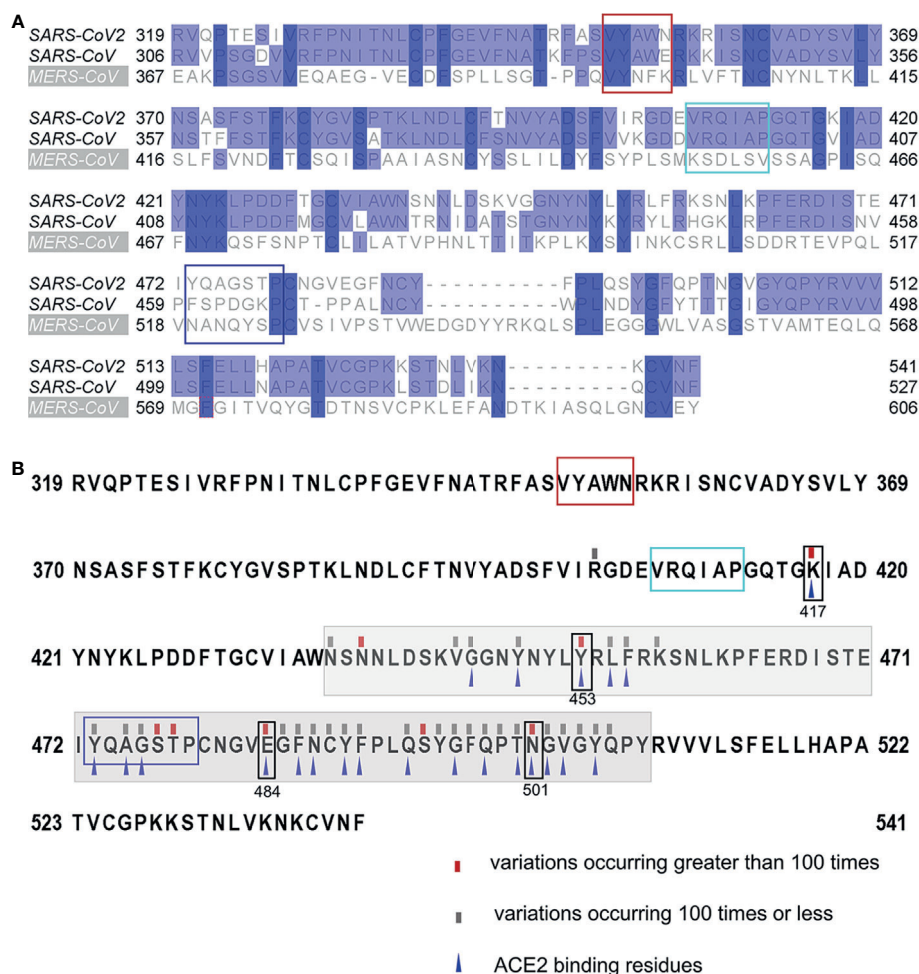 A
SARS-CoV2 319 RVQPTESIVRFPNITNLCPFGEVFNATRFASVYAWNRKRISNCVADYSVLY 369
SARS-CoV 306 RVVPSGDVVRFPNITNLCPFGEVFNATKFPSVYAWERKKISNCVADYSVLY 356
MERS-CoV 367 EAKPSGSVVEQAEG-VECDFSPLLSGT-PPQVYNFKRLVFTNCNYNLTKLL 415
SARS-CoV2 370 NSASFSTFKCYGVSPTKLNDLCFTNVYADSFVIRGDEVRQIAPGQTGKIAD 420
SARS-CoV 357 NSTFFSTFKCYGVSATKLNDLCFSNVYADSFVVKGDDVRQIAPGQTGVIAD 407
MERS-CoV 416 SLFSVNDFTCSQISPAAIASNCYSSLILDYFSYPLSMKSDLSVSSAGPISQ 466
SARS-CoV2 421 YNYKLPDDFTGCVIAWNSNNLDSKVGGNYNYLYRLFRKSNLKPFERDISTE 471
SARS-CoV 408 YNYKLPDDFMGCVLAWNTRNIDATSTGNYNYKYRYLRHGKLRPFERDISNV 458
MERS-CoV 467 FNYKQSFSNPTCLILATVPHNLTTITKPLKYSYINKCSRLLSDDRTEVPQL 517
SARS-CoV2 472 IYQAGSTPCNGVEGFNCY----------FPLQSYGFQPTNGVGYQPYRVVV 512
SARS-CoV 459 PFSPDGKPCT-PPALNCY----------WPLNDYGFYTTTGIGYQPYRVVV 498
MERS-CoV 518 VNANQYSPCVSIVPSTVWEDGDYYRKQLSPLEGGGWLVASGSTVAMTEQLQ 568
SARS-CoV2 513 LSFELLHAPATVCGPKKSTNLVKN---------KCVNF 541
SARS-CoV 499 LSFELLNAPATVCGPKLSTDLIKN---------QCVNF 527
MERS-CoV 569 MGFGITVQYGTDTNSVCPKLEFANDTKIASQLGNCVEY 606
B
319 RVQPTESIVRFPNITNLCPFGEVFNATRFASVYAWNRKRISNCVADYSVLY 369
370 NSASFSTFKCYGVSPTKLNDLCFTNVYADSFVIRGDEVRQIAPGQTGKIAD 420
417
421 YNYKLPDDFTGCVIAWNSNNLDSKVGGNYNYLYRLFRKSNLKPFERDISTE 471
453
472 IYQAGSTPCNGVEGFNCYFPLQSYGFQPTNGVGYQPYRVVVLSFELLHAPA 522
484 501
523 TVCGPKKSTNLVKNKCVNF 541
variations occurring greater than 100 times
variations occurring 100 times or less
ACE2 binding residues